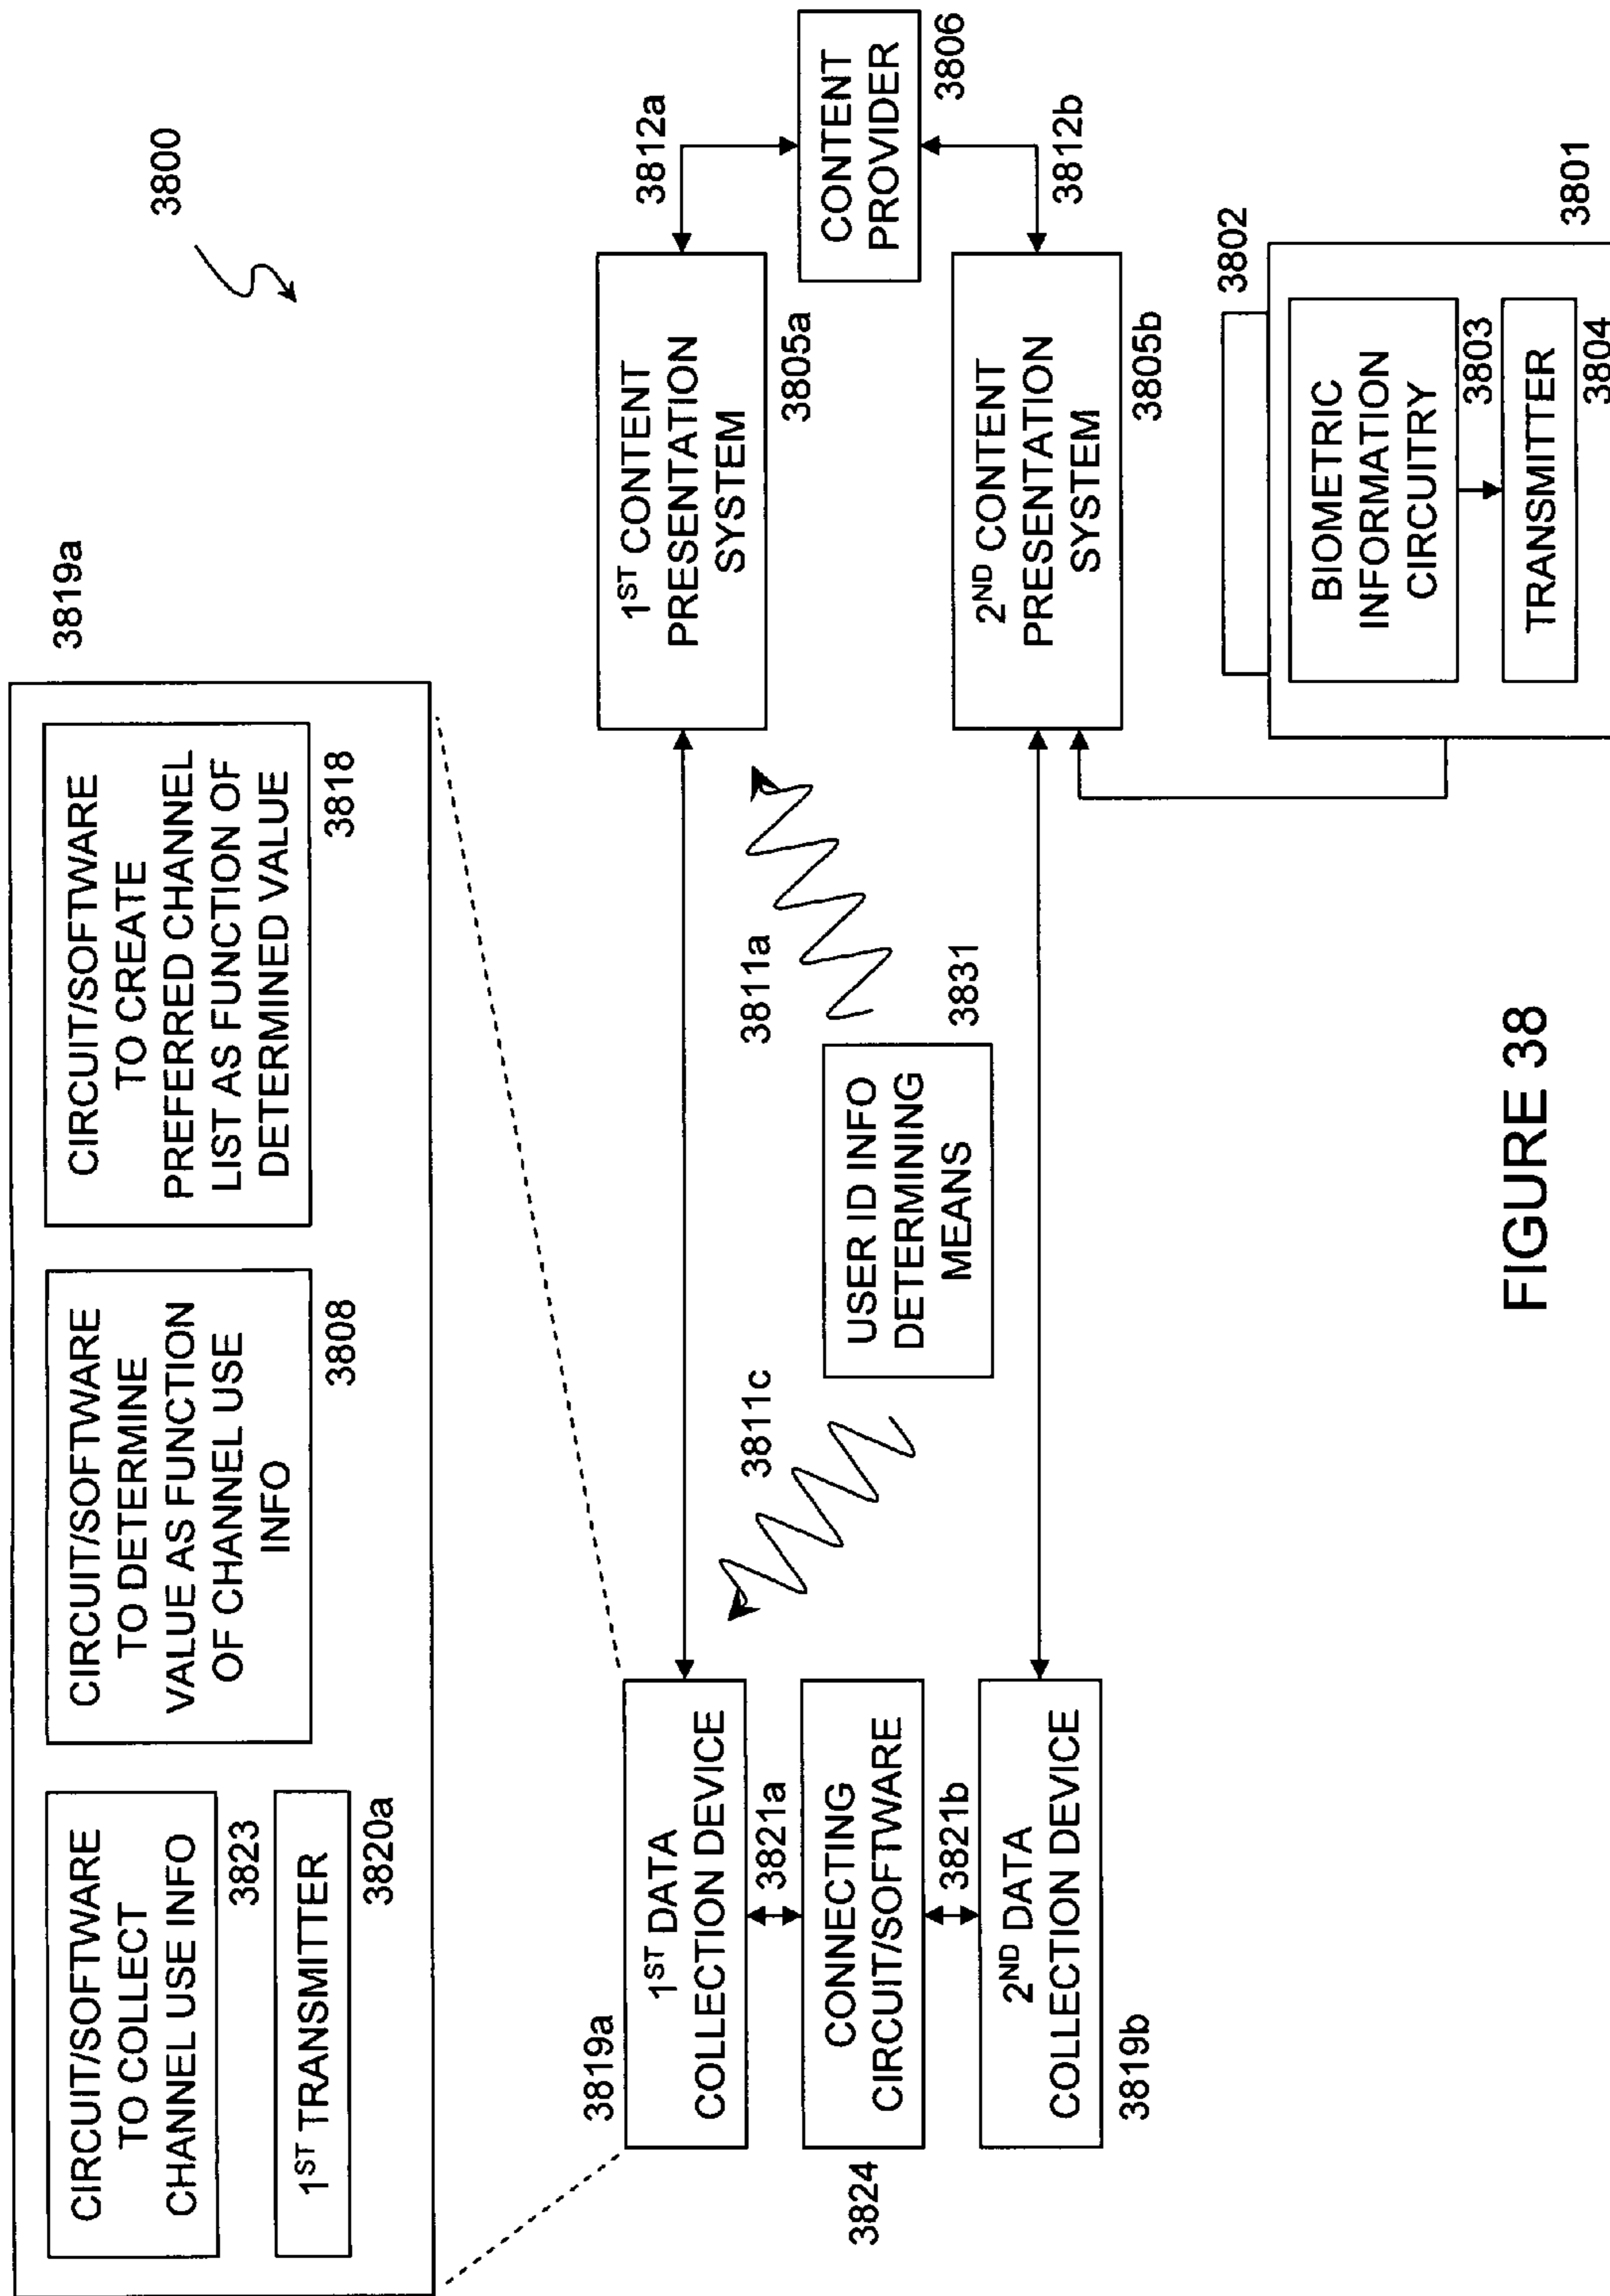 3819a
CIRCUIT/SOFTWARE
TO COLLECT
CHANNEL USE INFO
3823
1ST TRANSMITTER
3820a
CIRCUIT/SOFTWARE
TO DETERMINE
VALUE AS FUNCTION
OF CHANNEL USE
INFO
3808
CIRCUIT/SOFTWARE
TO CREATE
PREFERRED CHANNEL
LIST AS FUNCTION OF
DETERMINED VALUE
3818
3800
3819a
1ST DATA
COLLECTION DEVICE
3821a
CONNECTING
CIRCUIT/SOFTWARE
3824
3821b
2ND DATA
COLLECTION DEVICE
3819b
3811c
USER ID INFO
DETERMINING
MEANS
3831
3811a
1ST CONTENT
PRESENTATION
SYSTEM
3805a
3812a
CONTENT
PROVIDER
3806
3812b
2ND CONTENT
PRESENTATION
SYSTEM
3805b
3802
BIOMETRIC
INFORMATION
CIRCUITRY
3803
TRANSMITTER
3804
3801
FIGURE 38